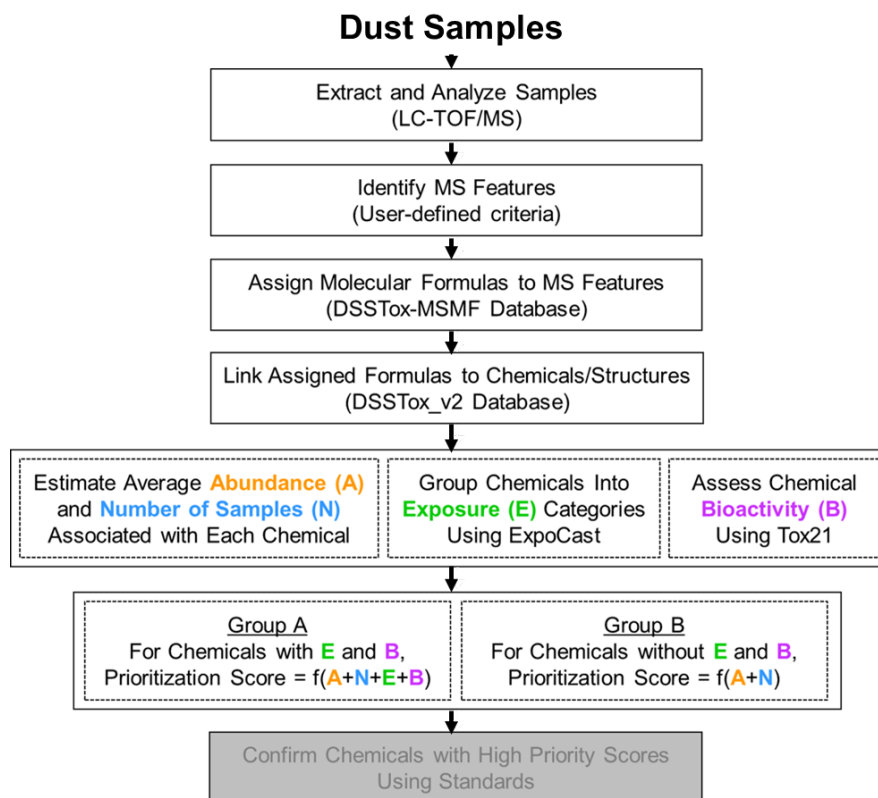 Dust Samples
Extract and Analyze Samples
(LC-TOF/MS)
Identify MS Features
(User-defined criteria)
Assign Molecular Formulas to MS Features
(DSSTox-MSMF Database)
Link Assigned Formulas to Chemicals/Structures
(DSSTox_v2 Database)
Estimate Average Abundance (A)
and Number of Samples (N)
Associated with Each Chemical
Group Chemicals Into
Exposure (E) Categories
Using ExpoCast
Assess Chemical
Bioactivity (B)
Using Tox21
Group A
For Chemicals with E and B,
Prioritization Score = f(A+N+E+B)
Group B
For Chemicals without E and B,
Prioritization Score = f(A+N)
Confirm Chemicals with High Priority Scores
Using Standards